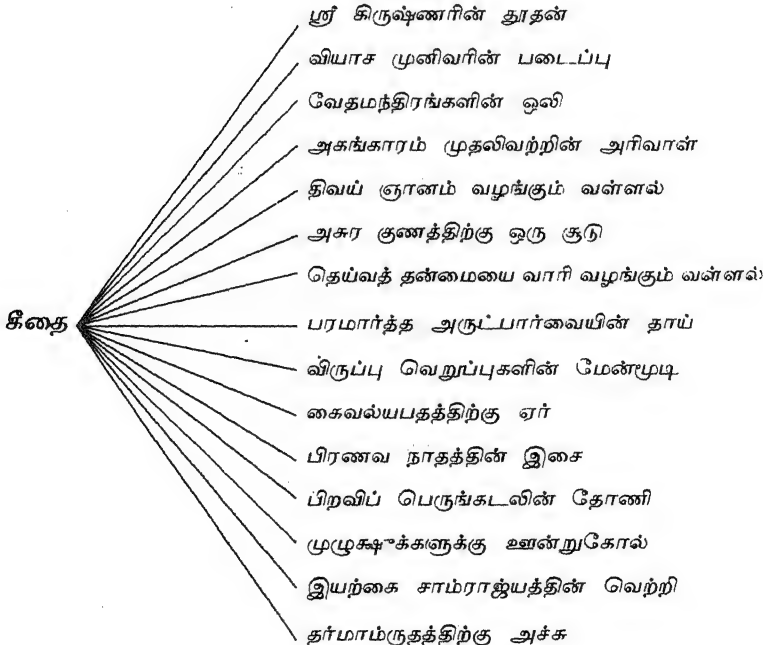 ஸ்ரீ கிருஷ்ணரின் தூதன்
வியாச முனிவரின் படைப்பு
வேதமந்திரங்களின் ஒலி
அகங்காரம் முதலிவற்றின் அரிவாள்
திவய் ஞானம் வழங்கும் வள்ளல்
அசுர குணத்திற்கு ஒரு சூடு
தெய்வத் தன்மையை வாரி வழங்கும் வள்ளல்
கீதை
பரமார்த்த அருட்பார்வையின் தாய்
விருப்பு வெறுப்புகளின் மேன்மூடி
கைவல்யபதத்திற்கு ஏர்
பிரணவ நாதத்தின் இசை
பிறவிப் பெருங்கடலின் தோணி
முமுக்ஷுக்களுக்கு ஊன்றுகோல்
இயற்கை சாம்ராஜ்யத்தின் வெற்றி
தர்மாம்ருதத்திற்கு அச்சு